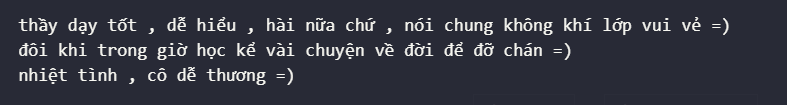 thầy dạy tốt , dễ hiểu , hài nữa chứ , nói chung không khí lớp vui vẻ =)
đôi khi trong giờ học kể vài chuyện về đời để đỡ chán =)
nhiệt tình , cô dễ thương =)